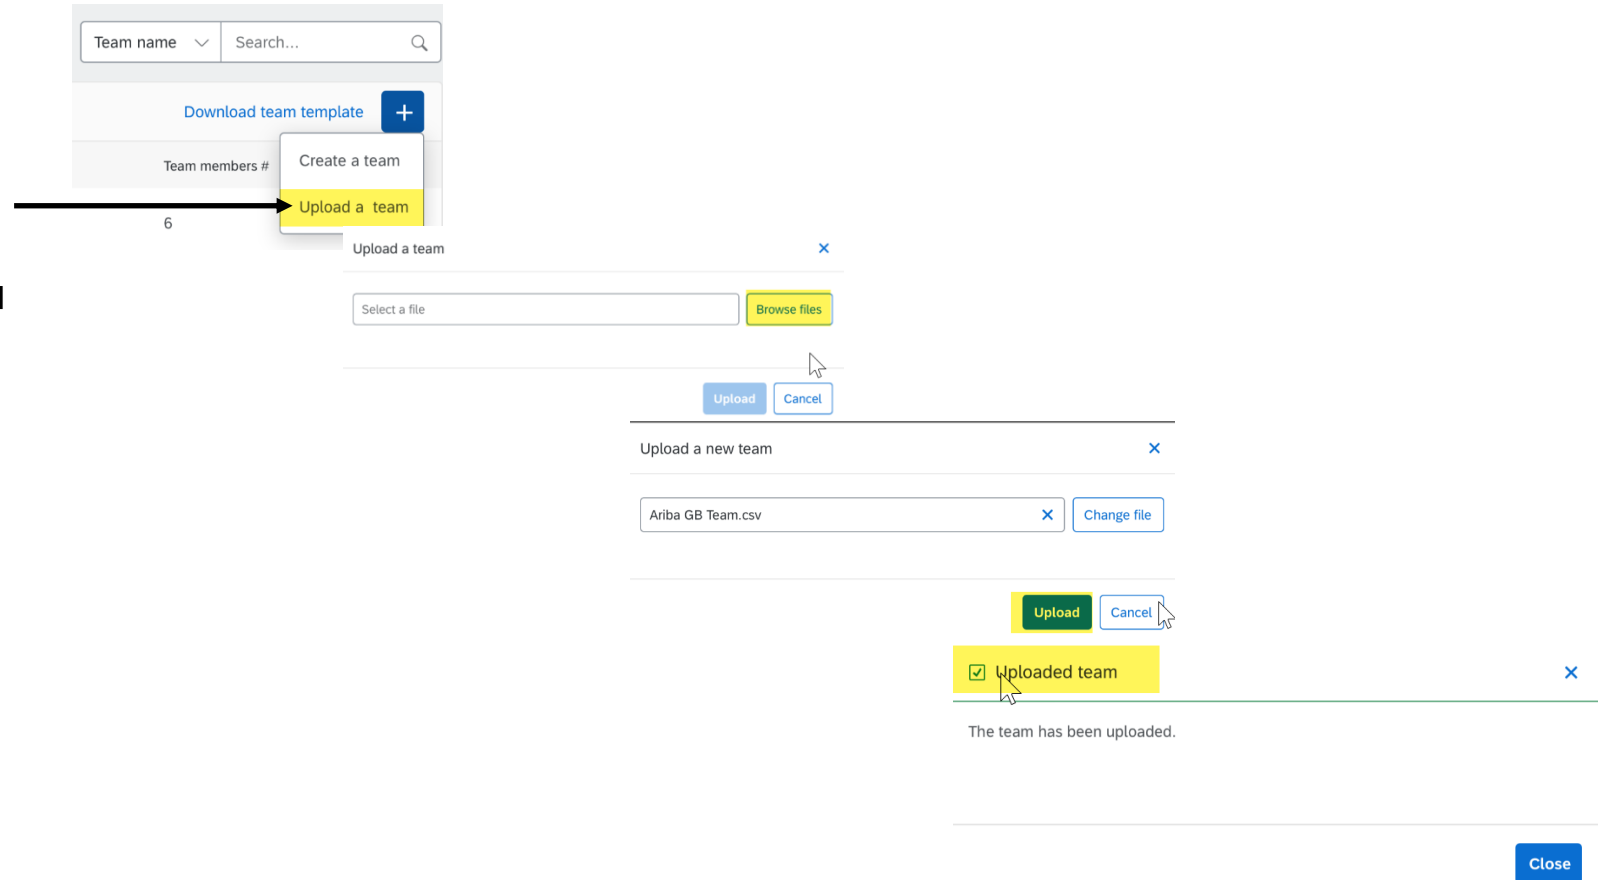 Team name Search...
Download team template +
Create a team
Team members #
Upload a team
6
Upload a team
Select a file Browse files
Upload Cancel
Upload a new team
Ariba GB Team.csv Change file
Upload Cancel
Uploaded team
The team has been uploaded.
Close